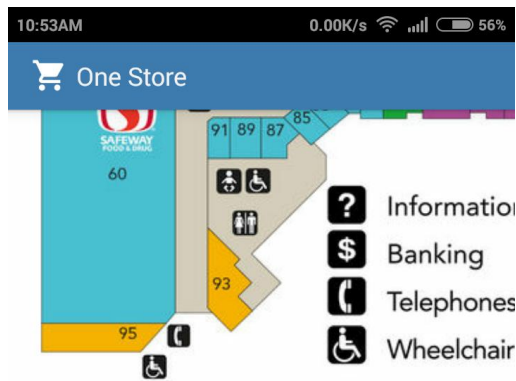 10:53AM 0.00K/s 56%
One Store
SAFEWAY
FOOD & DRUG
91 89 87 85
60
? Information
$ Banking
93
Telephones
95
Wheelchair